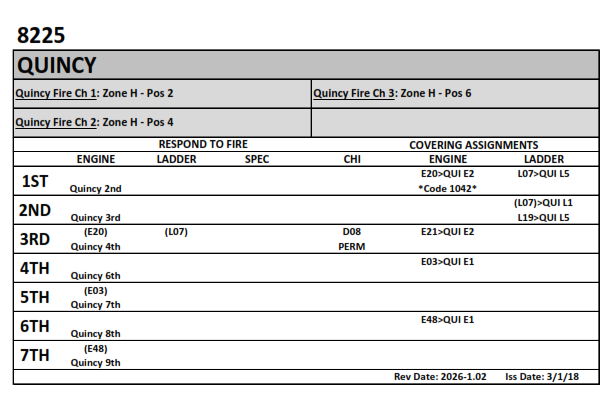 8225
QUINCY
Quincy Fire Ch 1: Zone H - Pos 2 Quincy Fire Ch 3: Zone H - Pos 6
Quincy Fire Ch 2: Zone H - Pos 4
RESPOND TO FIRE COVERING ASSIGNMENTS
ENGINE LADDER SPEC CHI ENGINE LADDER
1ST E20>QUI E2 L07>QUI L5
Quincy 2nd *Code 1042*
2ND (L07)>QUI L1
Quincy 3rd L19>QUI L5
3RD (E20) (L07) D08 E21>QUI E2
Quincy 4th PERM
4TH E03>QUI E1
Quincy 6th
5TH (E03)
Quincy 7th
6TH E48>QUI E1
Quincy 8th
7TH (E48)
Quincy 9th
Rev Date: 2026-1.02 Iss Date: 3/1/18